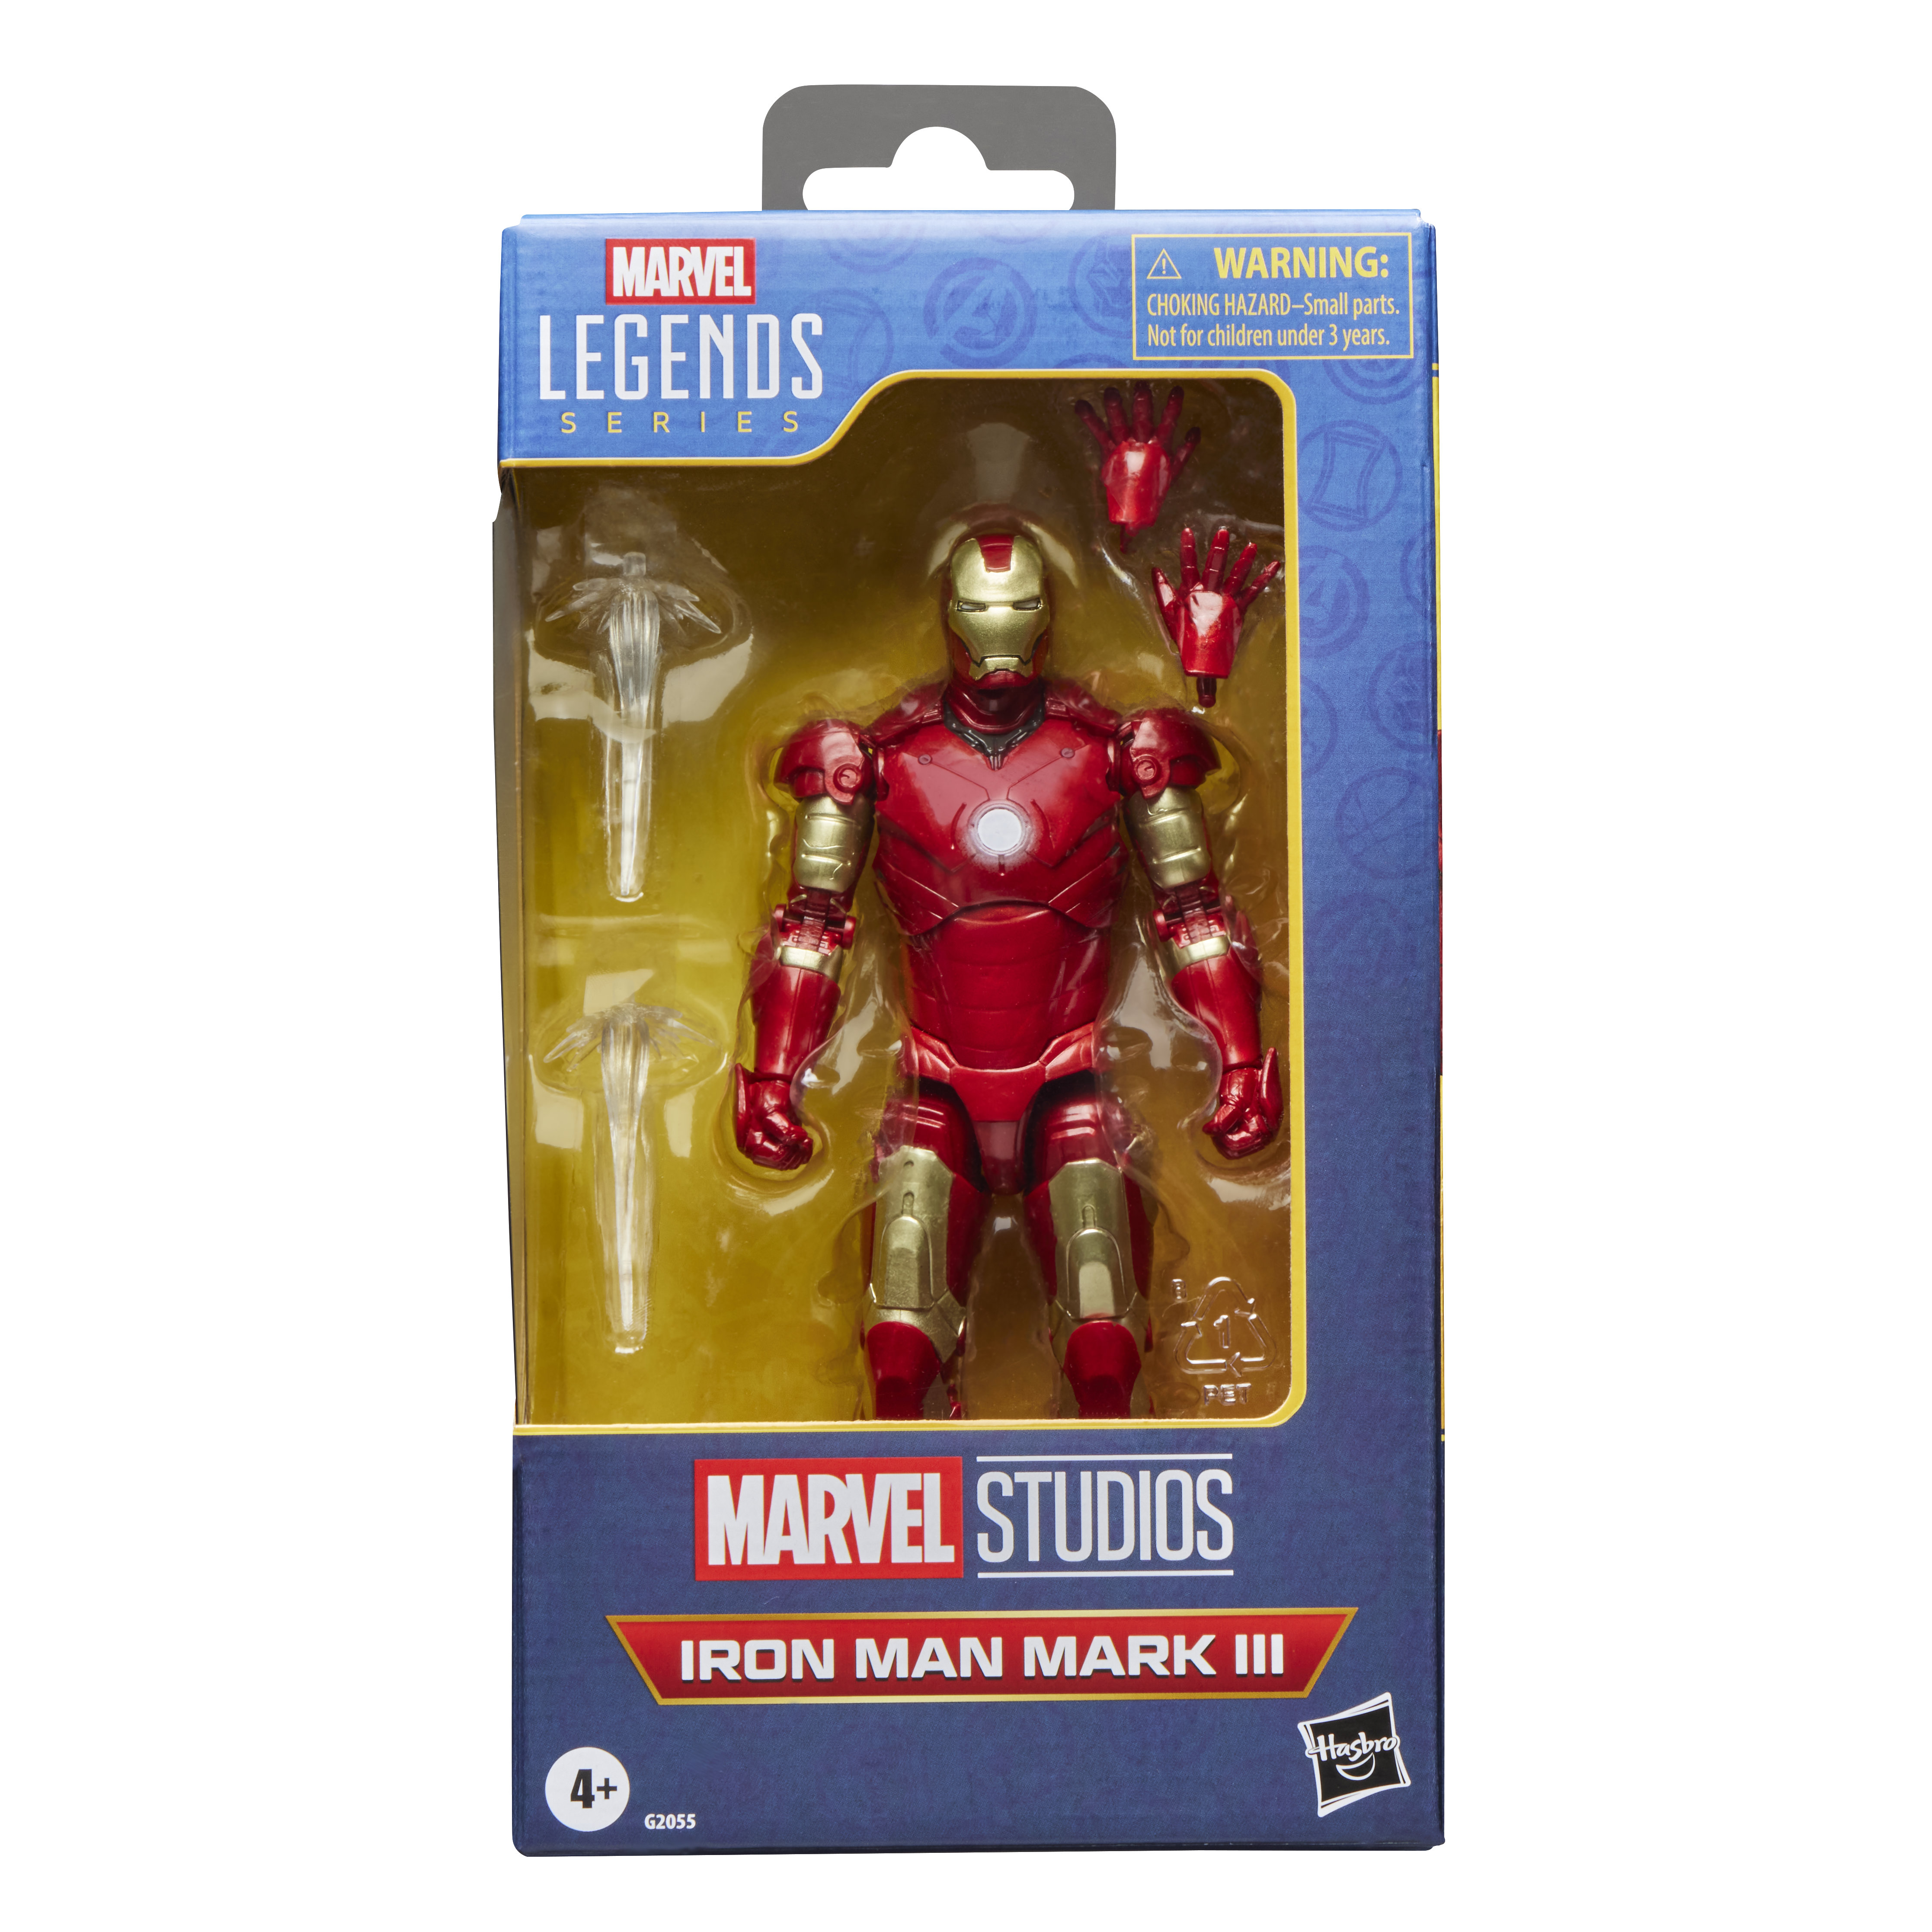 MARVEL
LEGENDS
SERIES
WARNING:
CHOKING HAZARD–Small parts.
Not for children under 3 years.
1
PET
MARVEL STUDIOS
IRON MAN MARK III
Hasbro
4+
G2055